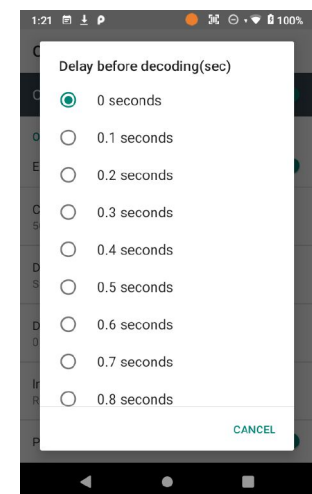 1:21 100%
Delay before decoding(sec)
0 seconds
0.1 seconds
0.2 seconds
0.3 seconds
0.4 seconds
0.5 seconds
0.6 seconds
0.7 seconds
0.8 seconds
CANCEL